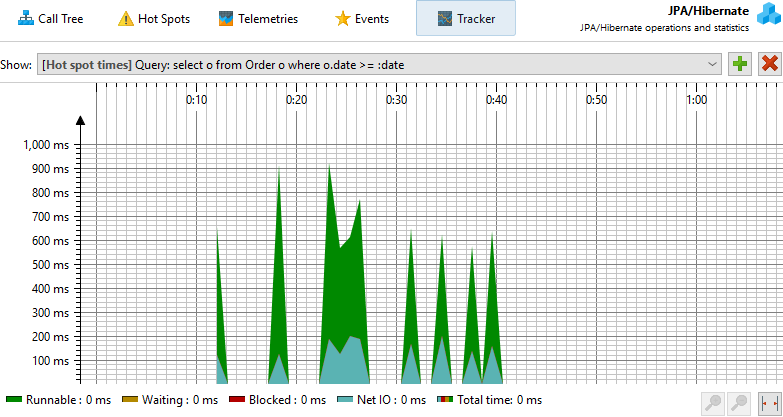 Call Tree Hot Spots Telemetries Events Tracker JPA/Hibernate
JPA/Hibernate operations and statistics
Show: [Hot spot times] Query: select o from Order o where o.date >= :date
0:10 0:20 0:30 0:40 0:50 1:00
1,000 ms
900 ms
800 ms
700 ms
600 ms
500 ms
400 ms
300 ms
200 ms
100 ms
Runnable : 0 ms Waiting : 0 ms Blocked : 0 ms Net IO : 0 ms Total time: 0 ms